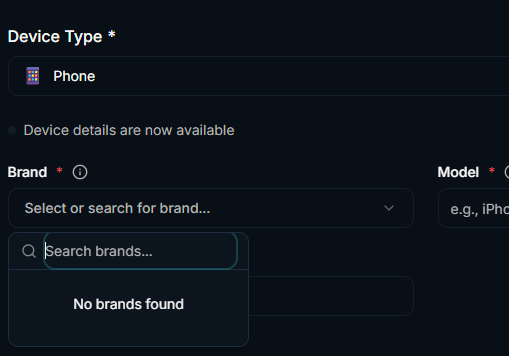 Device Type *
Phone
Device details are now available
Brand *
Model *
Select or search for brand...
e.g., iPho
Search brands...
No brands found